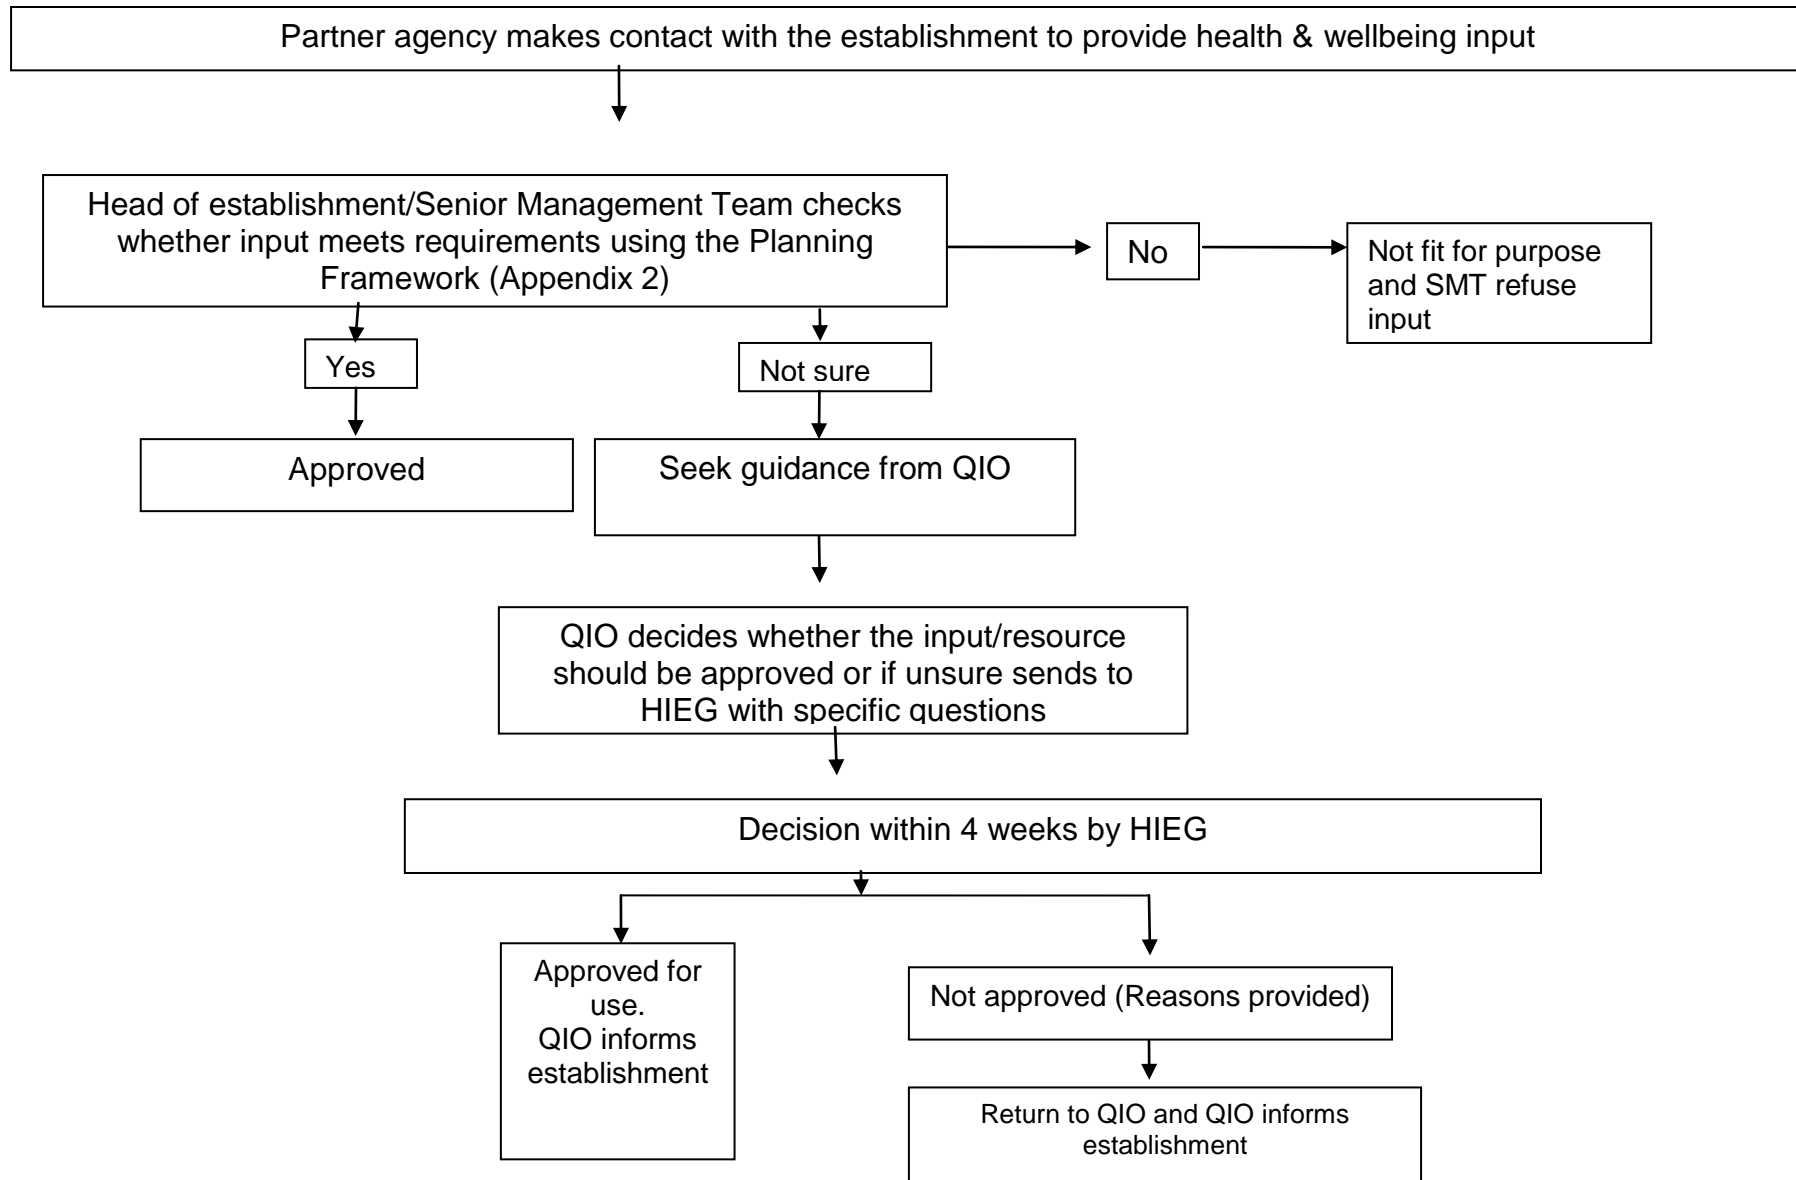 Partner agency makes contact with the establishment to provide health & wellbeing input
Head of establishment/Senior Management Team checks
whether input meets requirements using the Planning
Framework (Appendix 2)
No
Not fit for purpose
and SMT refuse
input
Yes
Not sure
Approved
Seek guidance from QIO
QIO decides whether the input/resource
should be approved or if unsure sends to
HIEG with specific questions
Decision within 4 weeks by HIEG
Approved for
use.
QIO informs
establishment
Not approved (Reasons provided)
Return to QIO and QIO informs
establishment